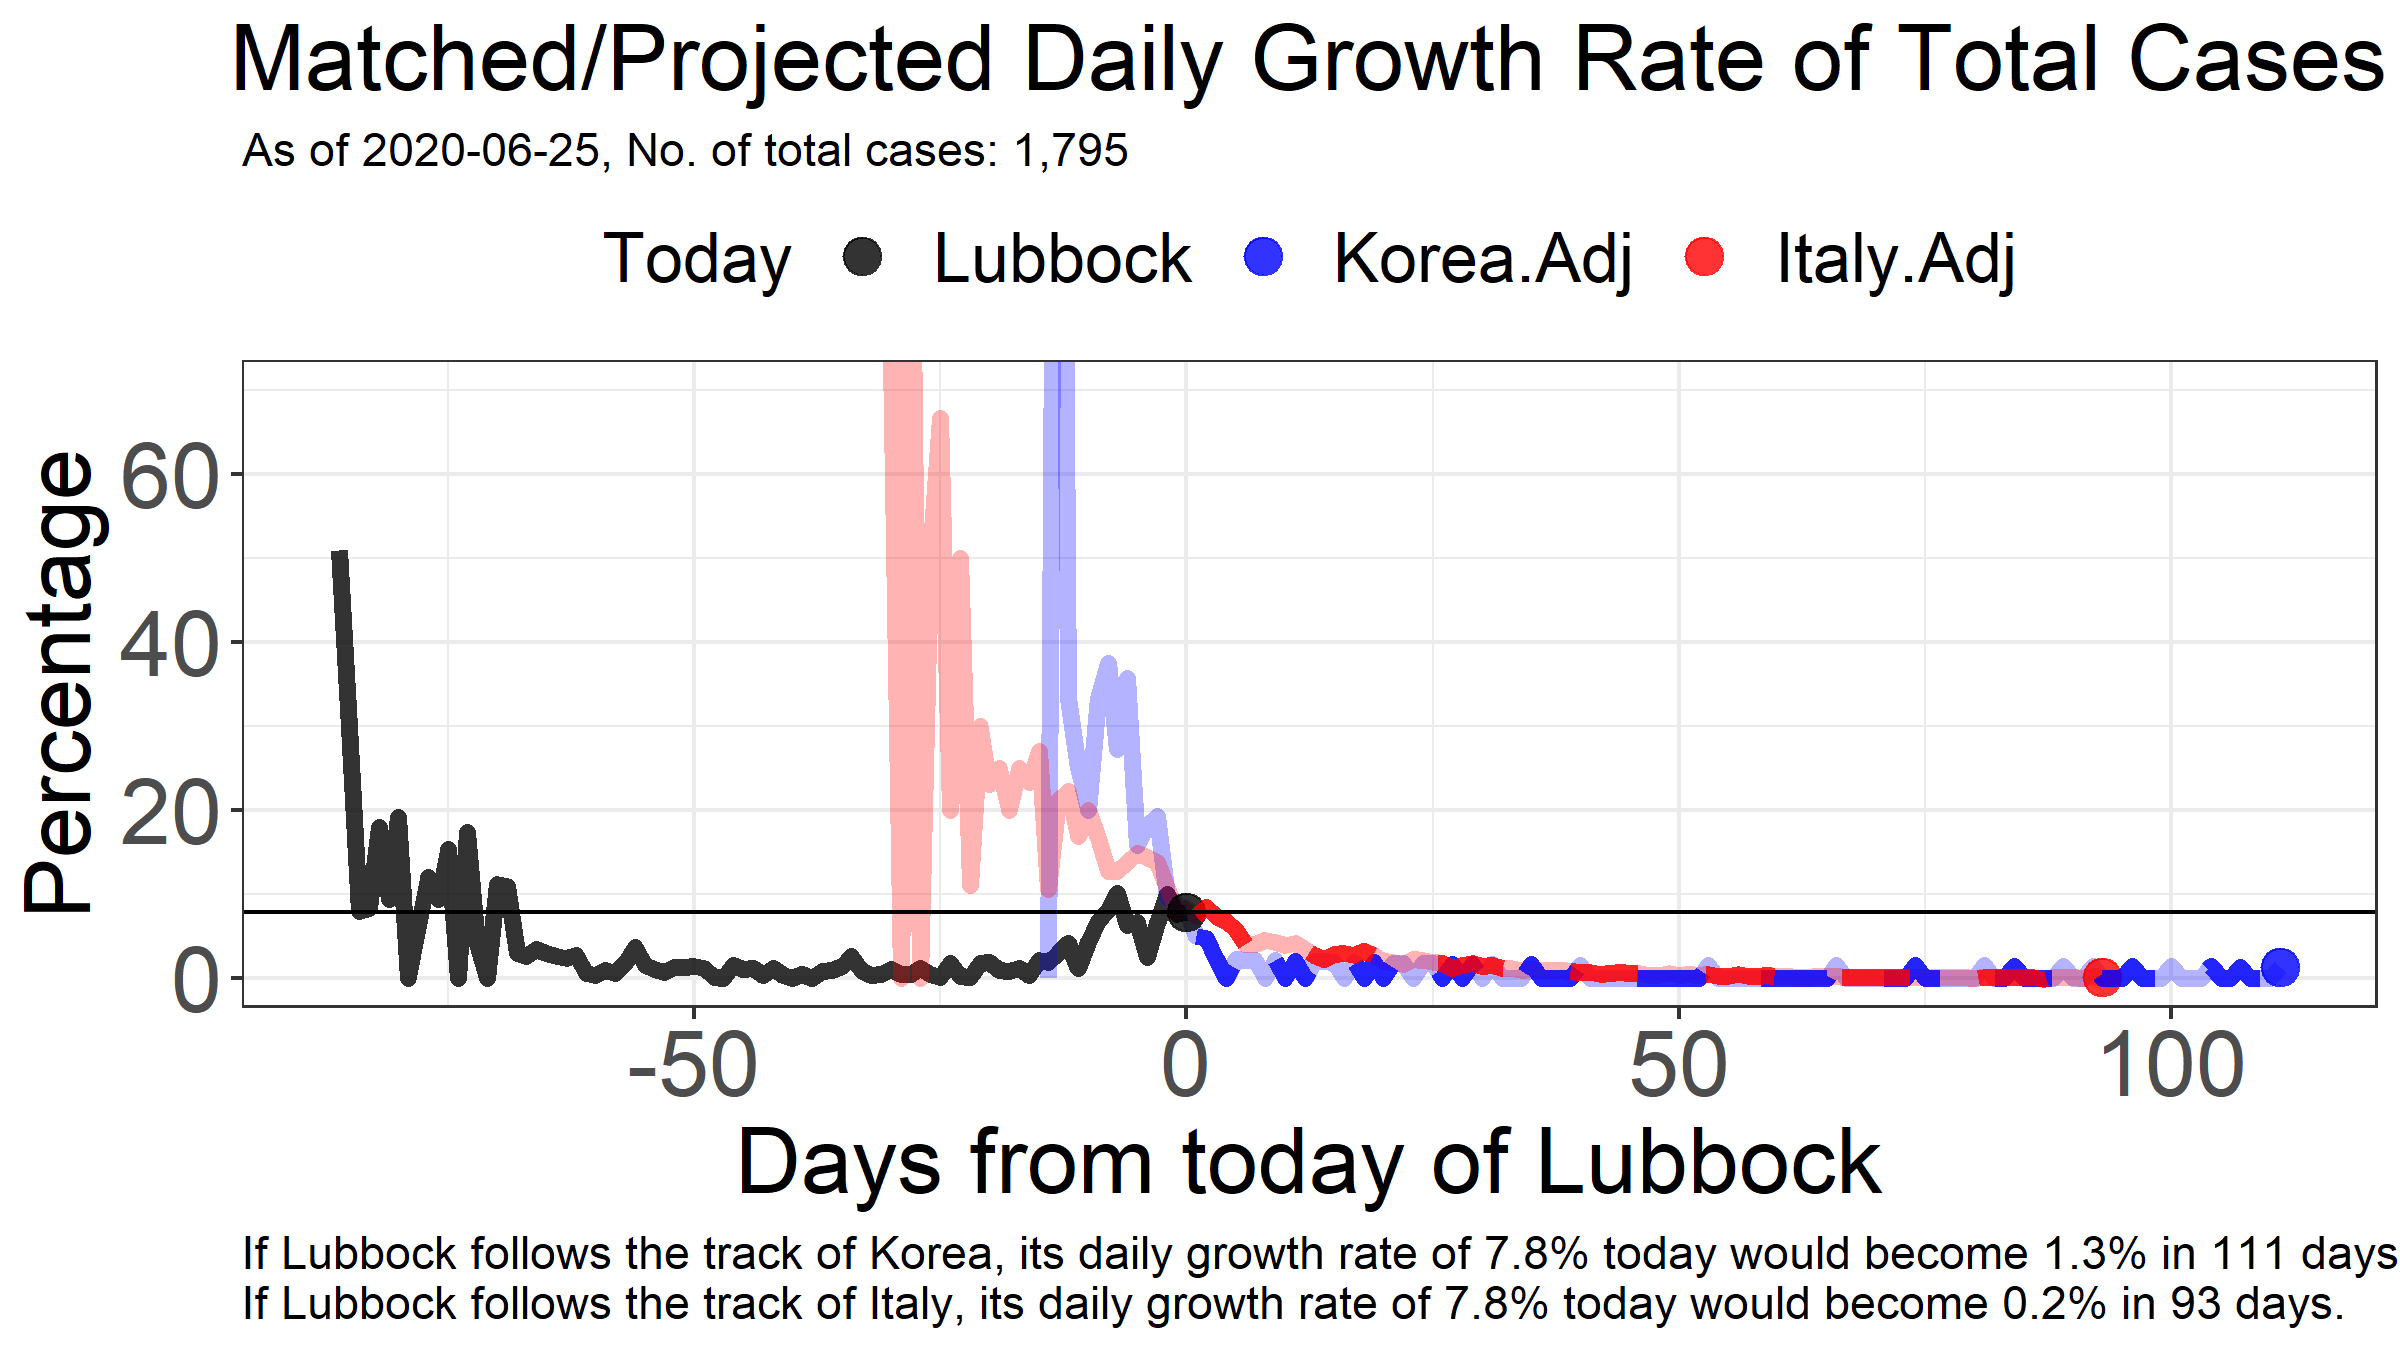 Matched/Projected Daily Growth Rate of Total Cases
As of 2020-06-25, No. of total cases: 1,795
Today Lubbock Korea.Adj Italy.Adj
Percentage
60
40
20
0
-50 0 50 100
Days from today of Lubbock
If Lubbock follows the track of Korea, its daily growth rate of 7.8% today would become 1.3% in 111 days
If Lubbock follows the track of Italy, its daily growth rate of 7.8% today would become 0.2% in 93 days.